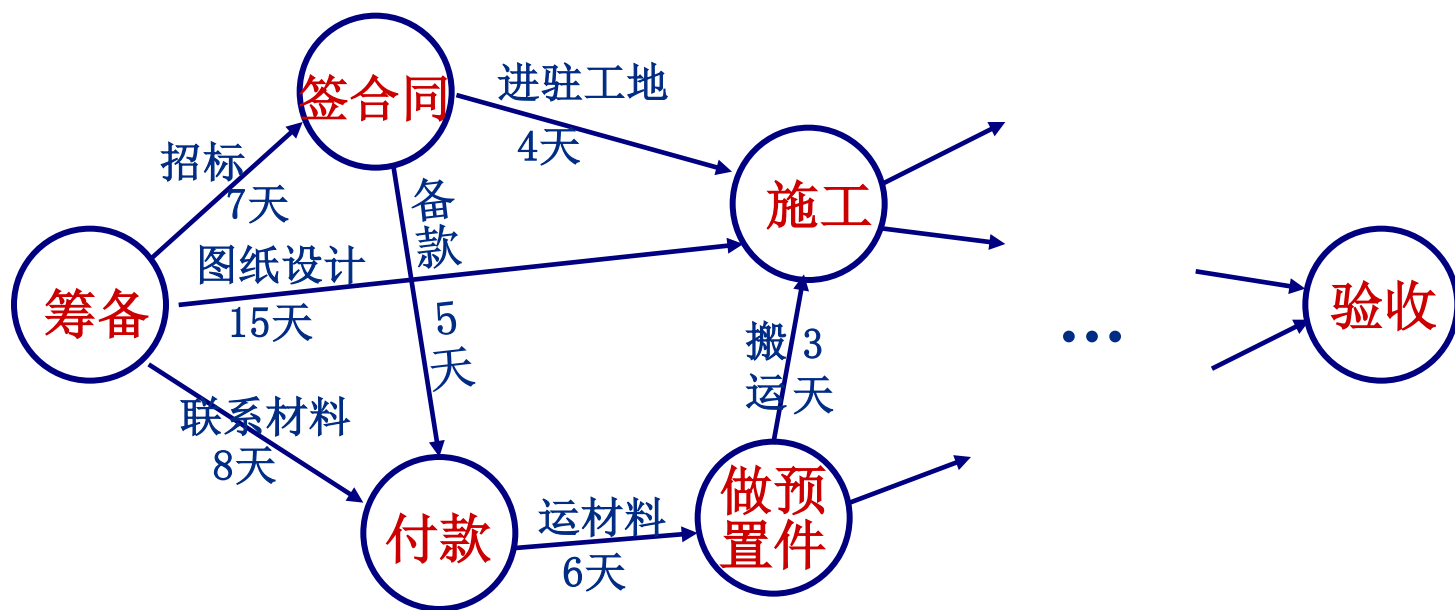 签合同
进驻工地
4天
招标
7天
备款
5天
施工
图纸设计
15天
筹备
验收
搬运
3天
…
联系材料
8天
做预
置件
运材料
6天
付款